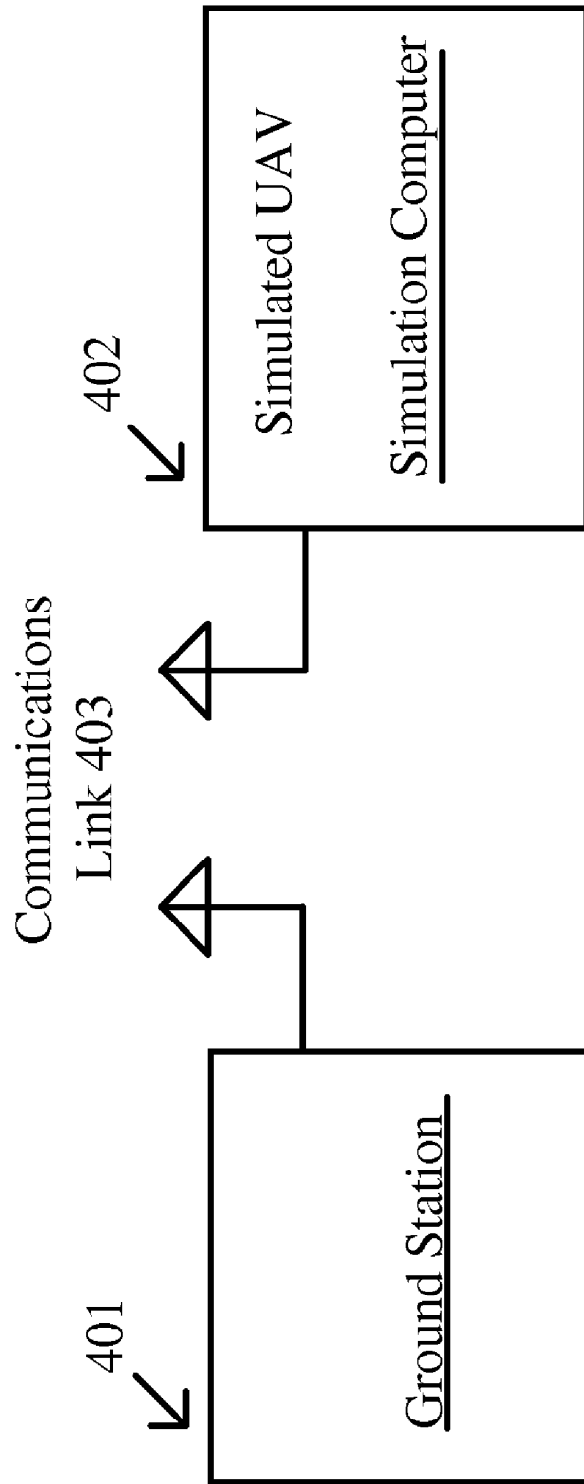 Communications
Link 403
401
402
Ground Station
Simulated UAV
Simulation Computer